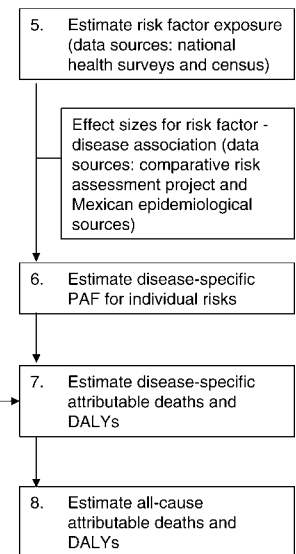 5. Estimate risk factor exposure
(data sources: national
health surveys and census)
Effect sizes for risk factor -
disease association (data
sources: comparative risk
assessment project and
Mexican epidemiological
sources)
6. Estimate disease-specific
PAF for individual risks
7. Estimate disease-specific
attributable deaths and
DALYs
8. Estimate all-cause
attributable deaths and
DALYs